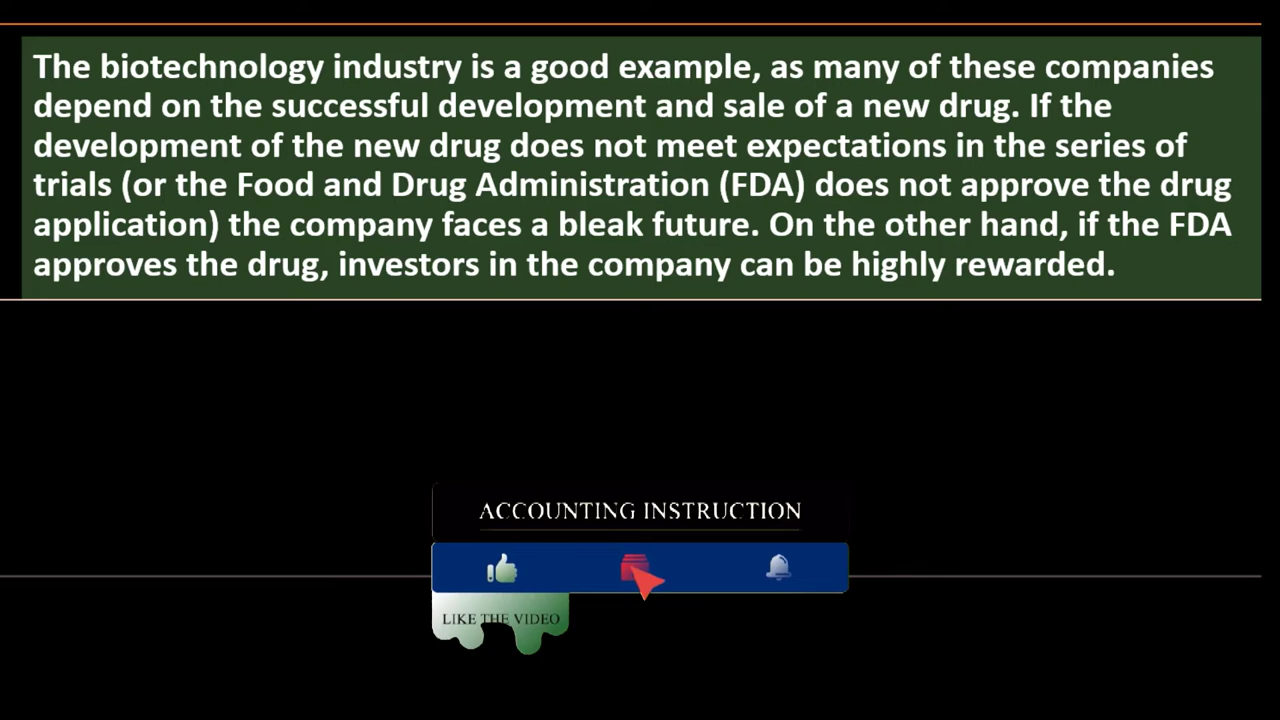 The biotechnology industry is a good example, as many of these companies
depend on the successful development and sale of a new drug. If the
development of the new drug does not meet expectations in the series of
trials (or the Food and Drug Administration (FDA) does not approve the drug
application) the company faces a bleak future. On the other hand, if the FDA
approves the drug, investors in the company can be highly rewarded.
ACCOUNTING INSTRUCTION
LIKE THE VIDEO